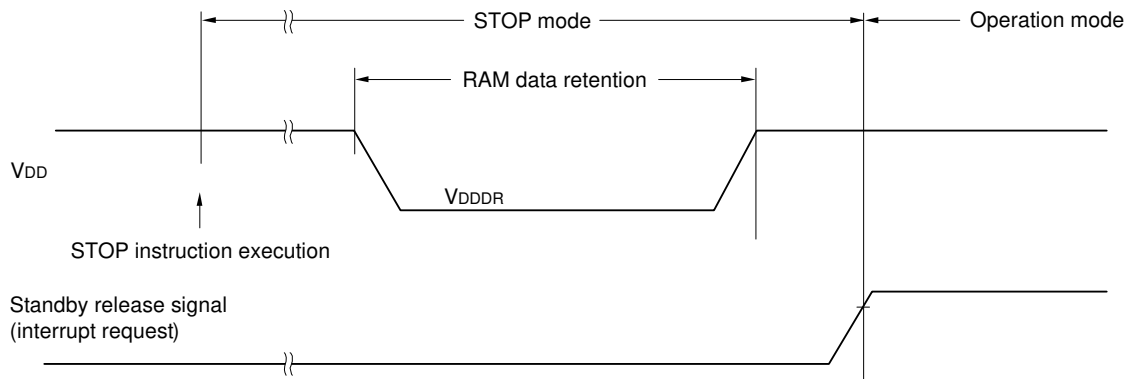 STOP mode
Operation mode
RAM data retention
VDD
VDDDR
STOP instruction execution
Standby release signal
(interrupt request)